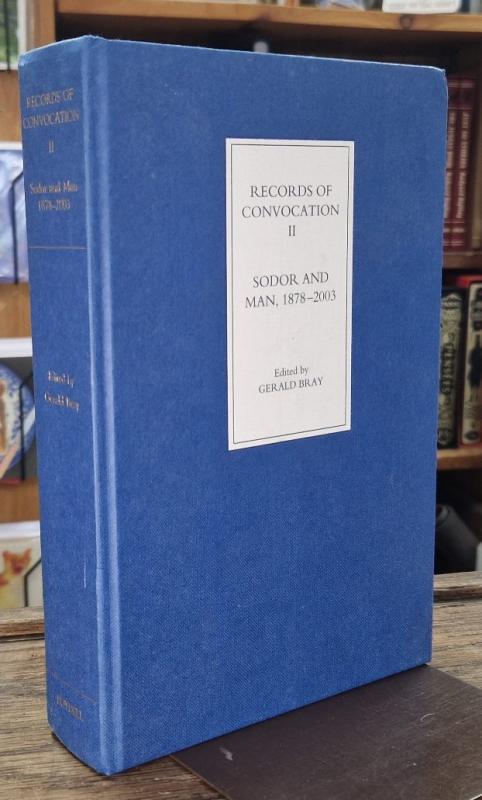 RECORDS OF
CONVOCATION
II
Sodor and Man
1878–2003
Edited by
Gerald Bray
BOYDELL
RECORDS OF
CONVOCATION
II
SODOR AND
MAN, 1878–2003
Edited by
GERALD BRAY